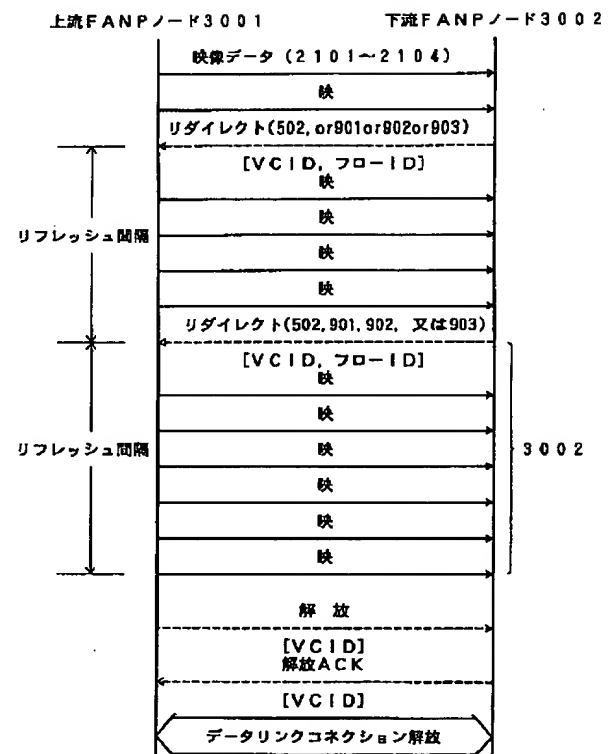 上流FANPノード3001
下流FANPノード3002
映像データ(2101~2104)
映
リダイレクト(502,or901or902or903)
[VCID,フローID]
映
映
リフレッシュ間隔
映
映
リダイレクト(502,901,902, 又は903)
[VCID,フローID]
映
映
リフレッシュ間隔
映
3002
映
映
映
解 放
[VCID]
解放ACK
[VCID]
データリンクコネクション解放